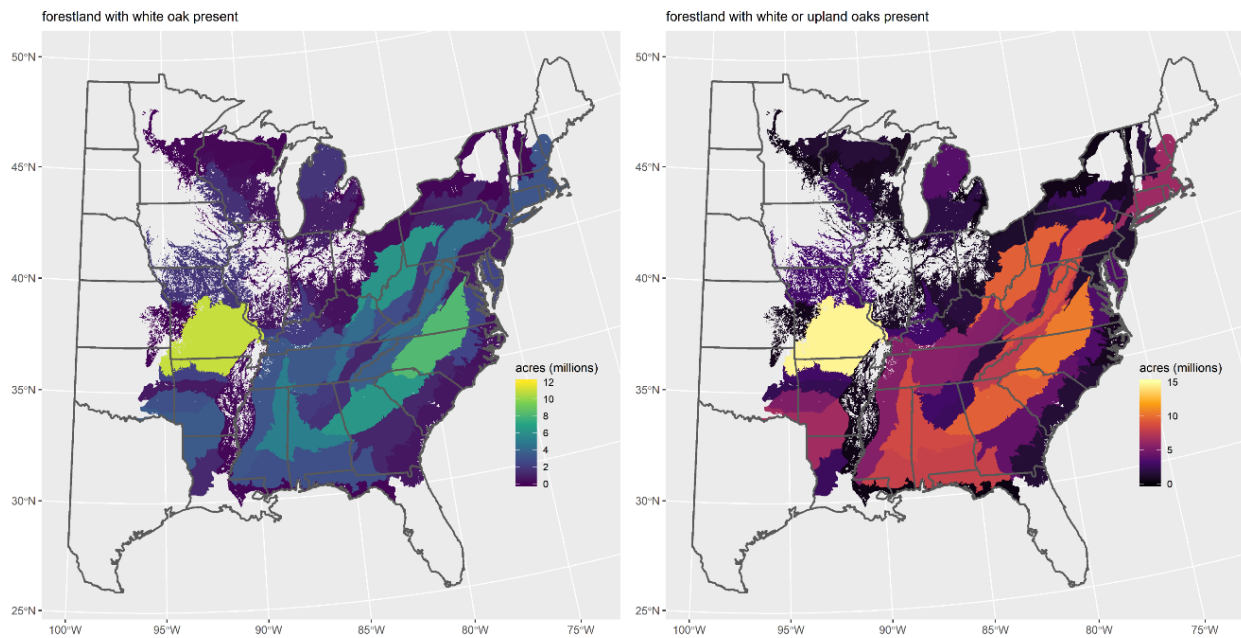 forestland with white oak present
50°N
45°N
40°N
35°N
30°N
25°N
100°W
95°W
90°W
85°W
80°W
75°W
acres (millions)
12
10
8
6
4
2
0
forestland with white or upland oaks present
50°N
45°N
40°N
35°N
30°N
25°N
100°W
95°W
90°W
85°W
80°W
75°W
acres (millions)
15
10
5
0